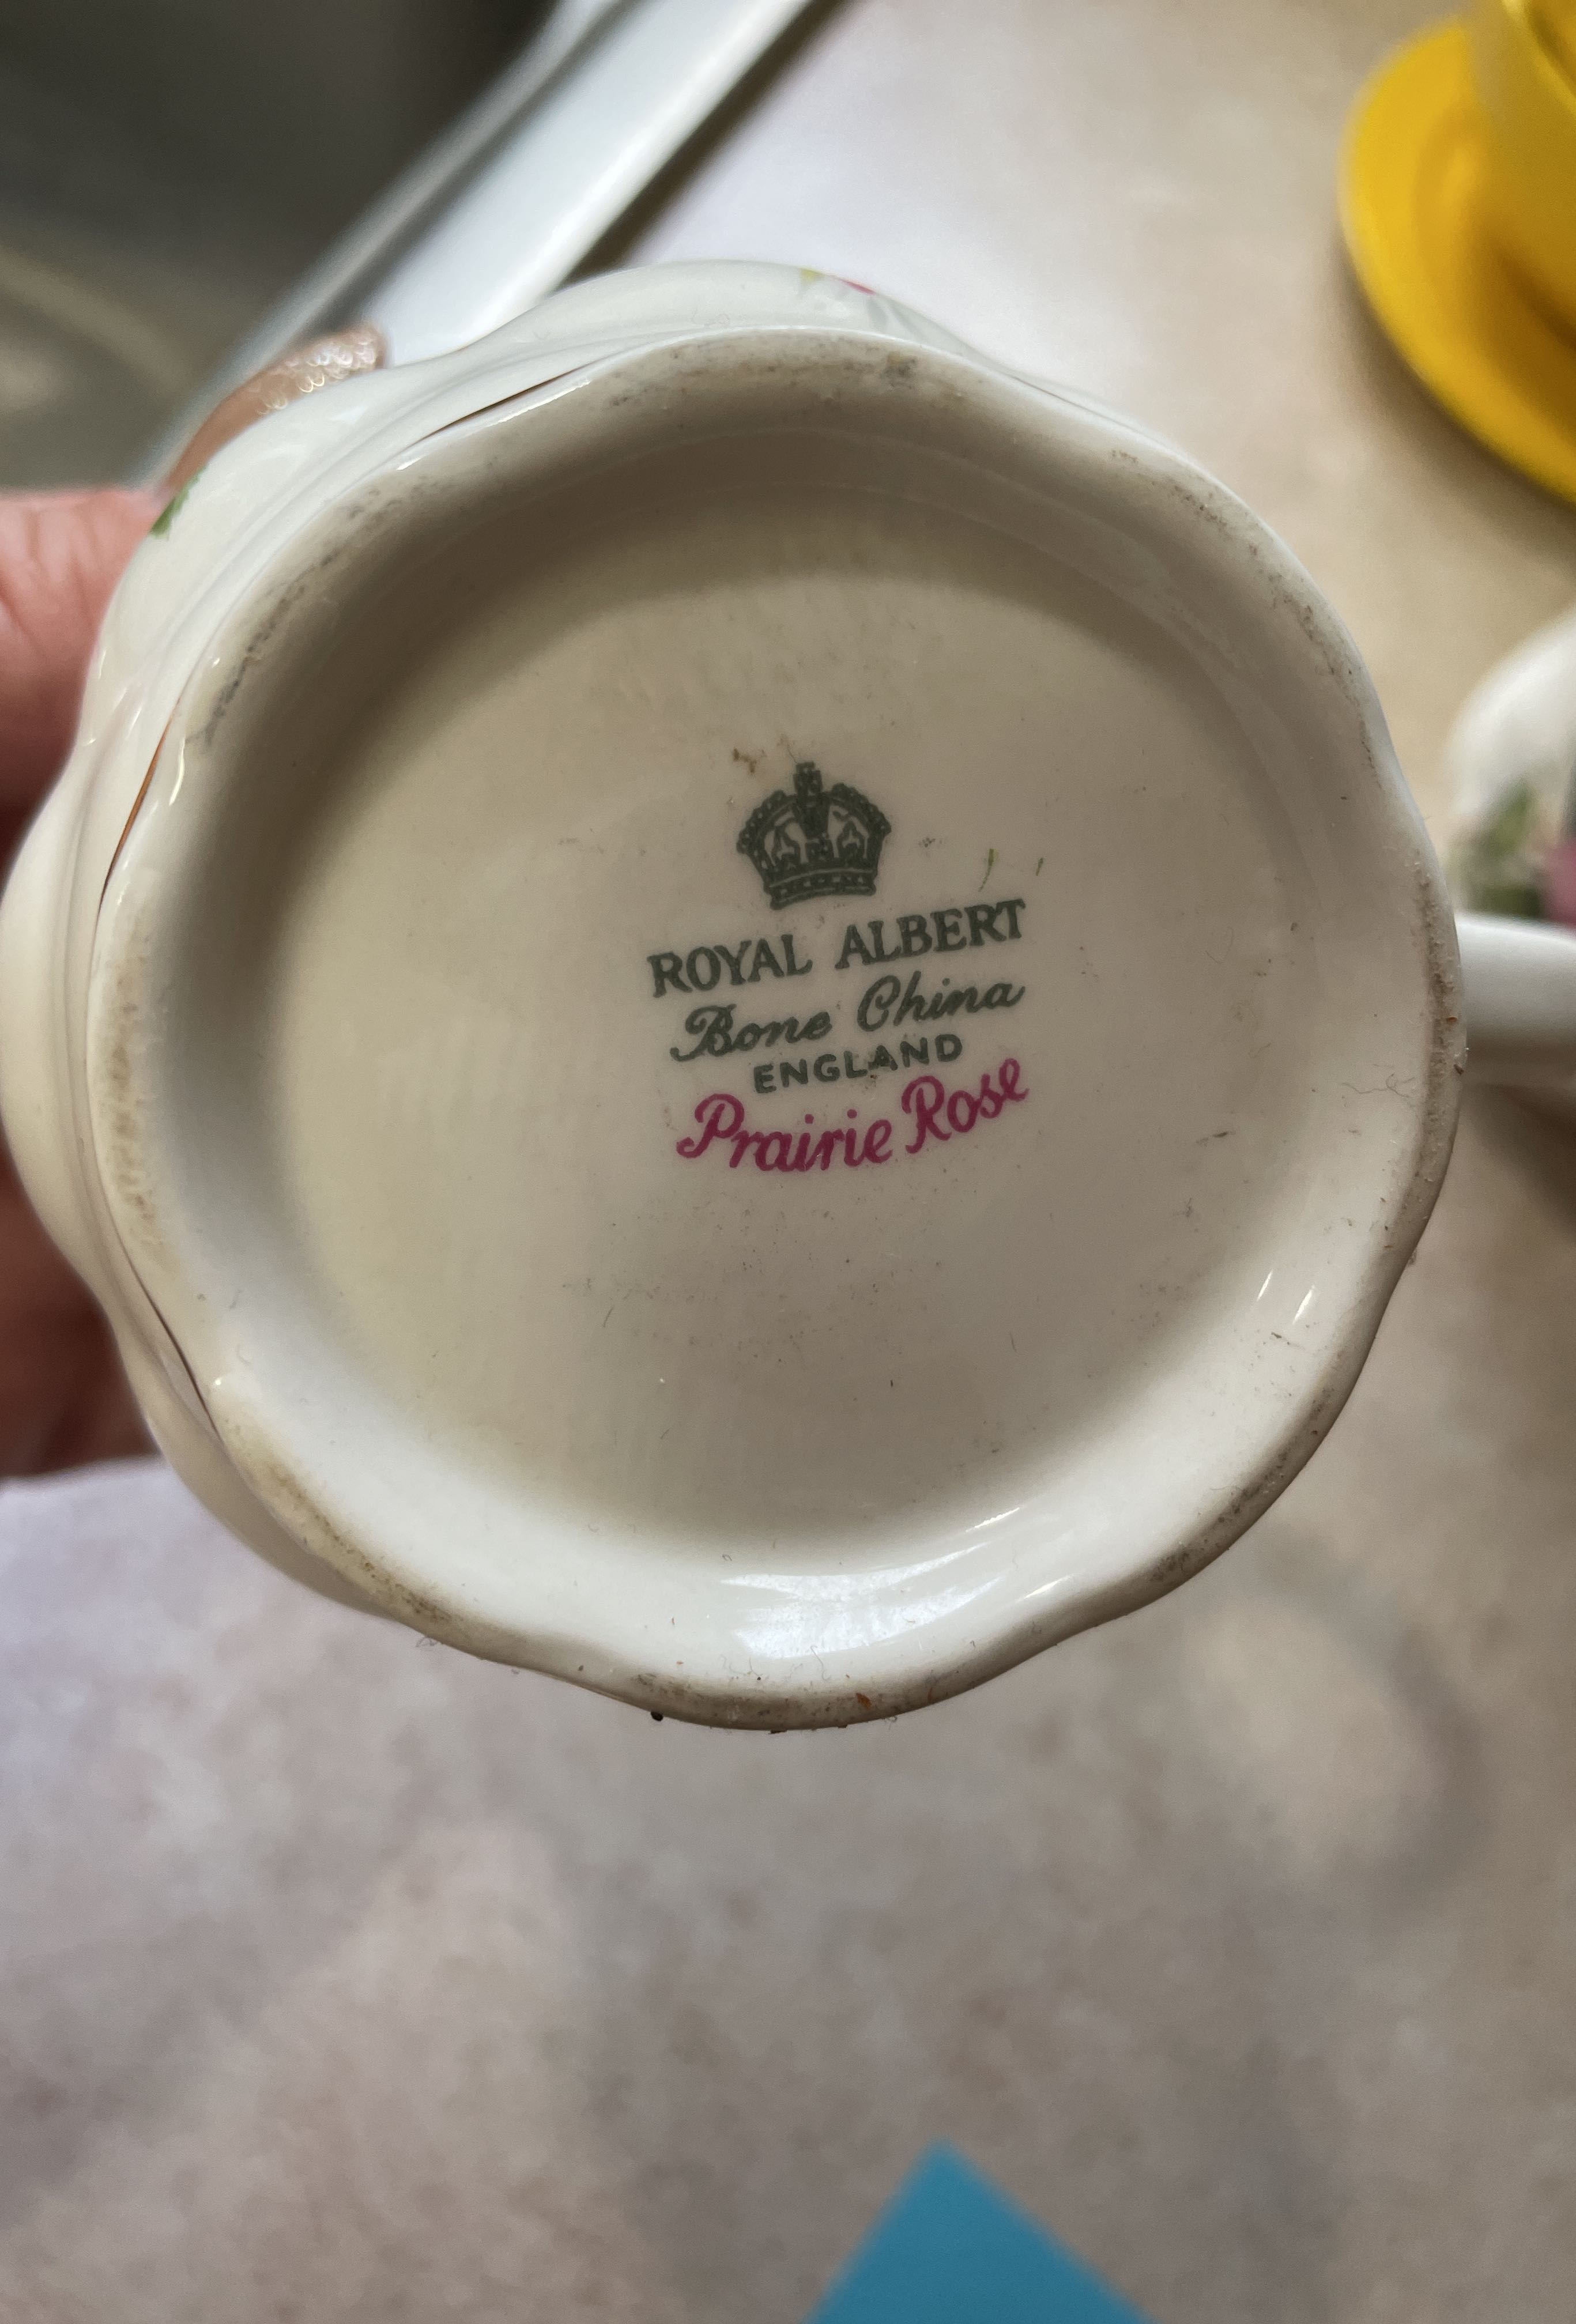 ROYAL ALBERT
Bone China
ENGLAND
Prairie Rose